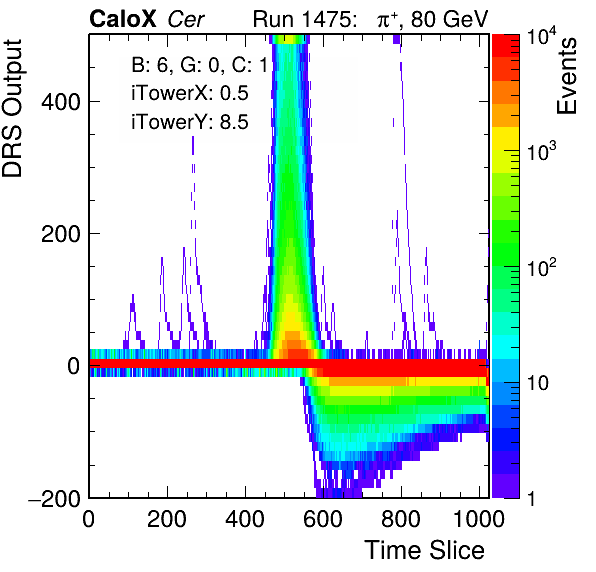 CaloX Cer Run 1475: π⁺, 80 GeV
B: 6, G: 0, C: 1
iTowerX: 0.5
iTowerY: 8.5
DRS Output
400
200
0
−200
0 200 400 600 800 1000
Time Slice
Events
10⁴
10³
10²
10
1